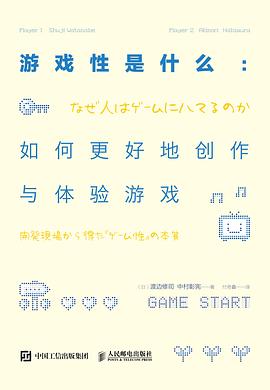 Player 1 Shuji Watanabe Player 2 Akinori Nakamura
游戏性是什么：
なぜ人はゲームにハマるのか
如何更好地创作
与体验游戏
開発現場から得た「ゲーム性」の本質
〔日〕渡边修司 中村彰宪——著 付奇鑫——译
GAME START
中国工信出版集团 人民邮电出版社